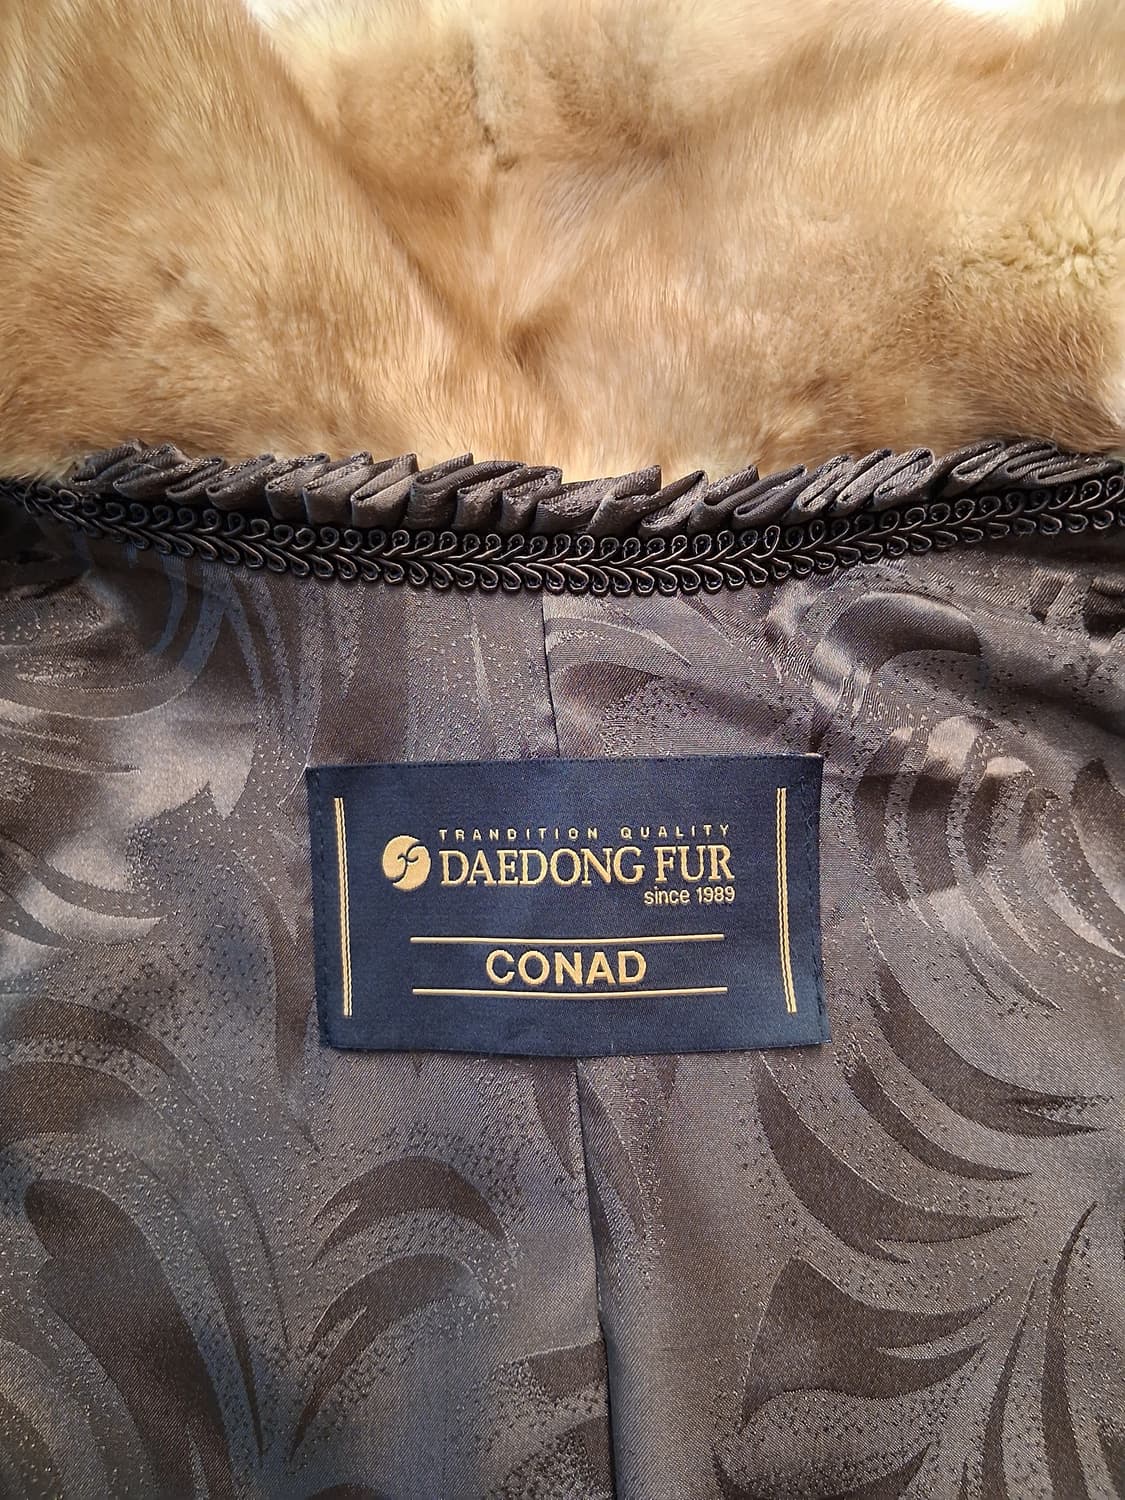 TRANDITION QUALITY
DAEDONG FUR
since 1989
CONAD